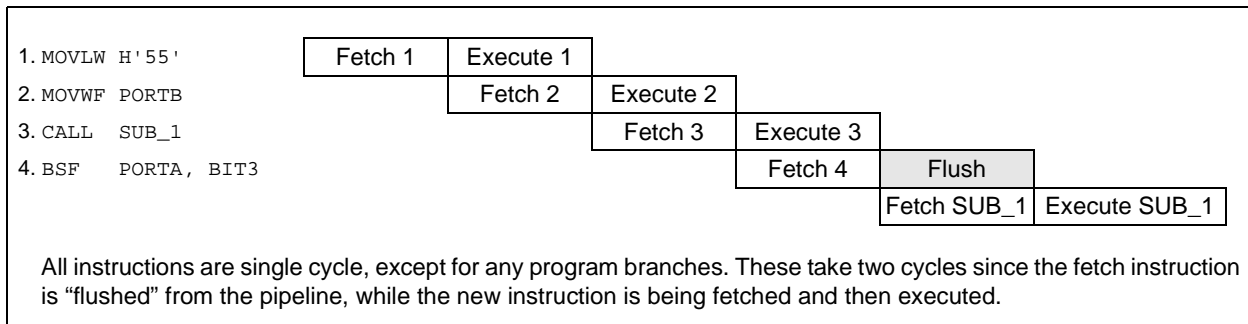 1. MOVLW H'55' Fetch 1 Execute 1
2. MOVWF PORTB Fetch 2 Execute 2
3. CALL SUB_1 Fetch 3 Execute 3
4. BSF PORTA, BIT3 Fetch 4 Flush
Fetch SUB_1 Execute SUB_1
All instructions are single cycle, except for any program branches. These take two cycles since the fetch instruction
is “flushed” from the pipeline, while the new instruction is being fetched and then executed.